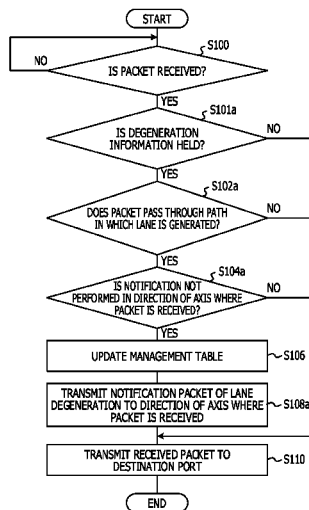 START
S100
NO
IS PACKET RECEIVED?
YES
S101a
IS DEGENERATION
INFORMATION HELD?
NO
YES
S102a
DOES PACKET PASS THROUGH PATH
IN WHICH LANE IS GENERATED?
NO
YES
S104a
IS NOTIFICATION NOT
PERFORMED IN DIRECTION OF AXIS WHERE
PACKET IS RECEIVED?
NO
YES
UPDATE MANAGEMENT TABLE
S106
TRANSMIT NOTIFICATION PACKET OF LANE
DEGENERATION TO DIRECTION OF AXIS WHERE
PACKET IS RECEIVED
S108a
TRANSMIT RECEIVED PACKET TO
DESTINATION PORT
S110
END